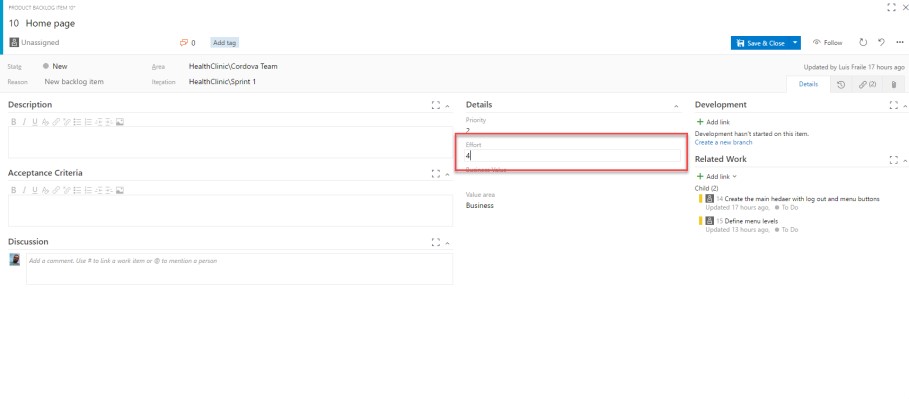 PRODUCT BACKLOG ITEM 10*
10 Home page
Unassigned
0
Add tag
Save & Close
Follow
State
New
Area
HealthClinic\Cordova Team
Updated by Luis Fraile 17 hours ago
Reason
New backlog item
Iteration
HealthClinic\Sprint 1
Details
(2)
Description
B I U
Acceptance Criteria
B I U
Discussion
Add a comment. Use # to link a work item or @ to mention a person
Details
Priority
2
Effort
4
Business Value
Value area
Business
Development
+ Add link
Development hasn't started on this item.
Create a new branch
Related Work
+ Add link
Child (2)
14 Create the main hedaer with log out and menu buttons
Updated 17 hours ago, To Do
15 Define menu levels
Updated 13 hours ago, To Do